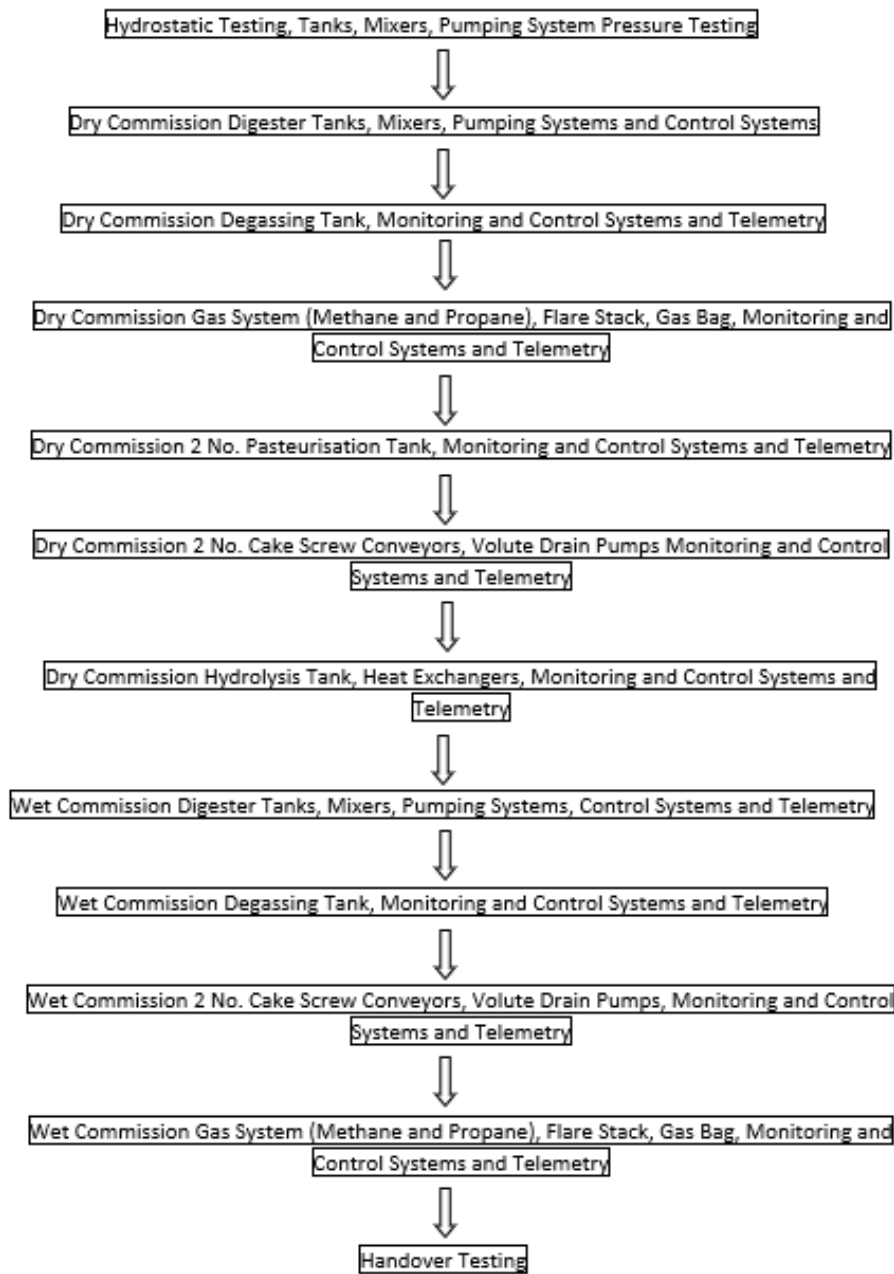 Hydrostatic Testing, Tanks, Mixers, Pumping System Pressure Testing
Dry Commission Digester Tanks, Mixers, Pumping Systems and Control Systems
Dry Commission Degassing Tank, Monitoring and Control Systems and Telemetry
Dry Commission Gas System (Methane and Propane), Flare Stack, Gas Bag, Monitoring and
Control Systems and Telemetry
Dry Commission 2 No. Pasteurisation Tank, Monitoring and Control Systems and Telemetry
Dry Commission 2 No. Cake Screw Conveyors, Volute Drain Pumps Monitoring and Control
Systems and Telemetry
Dry Commission Hydrolysis Tank, Heat Exchangers, Monitoring and Control Systems and
Telemetry
Wet Commission Digester Tanks, Mixers, Pumping Systems, Control Systems and Telemetry
Wet Commission Degassing Tank, Monitoring and Control Systems and Telemetry
Wet Commission 2 No. Cake Screw Conveyors, Volute Drain Pumps, Monitoring and Control
Systems and Telemetry
Wet Commission Gas System (Methane and Propane), Flare Stack, Gas Bag, Monitoring and
Control Systems and Telemetry
Handover Testing